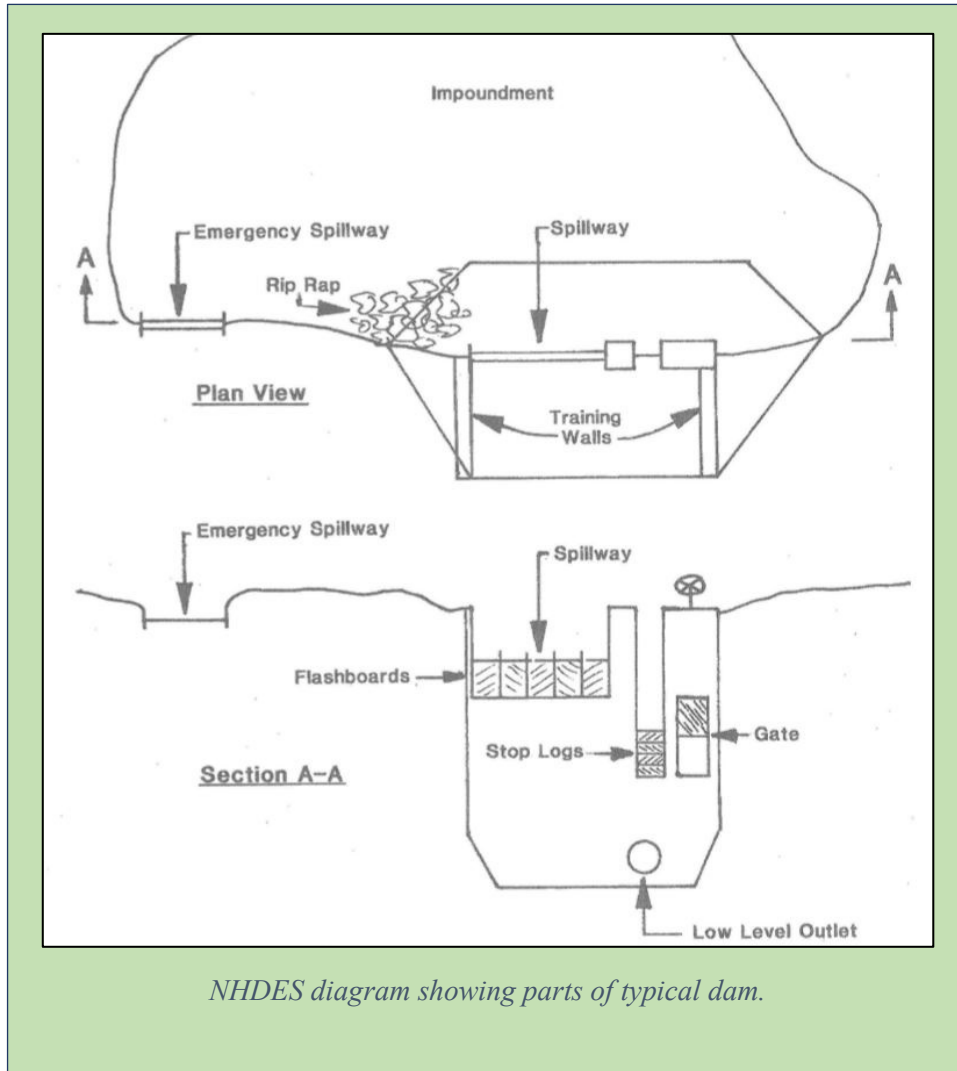 Impoundment
Emergency Spillway
Spillway
A
A
Rip Rap
Plan View
Training
Walls
Emergency Spillway
Spillway
Flashboards
Gate
Stop Logs
Section A-A
Low Level Outlet
NHDES diagram showing parts of typical dam.